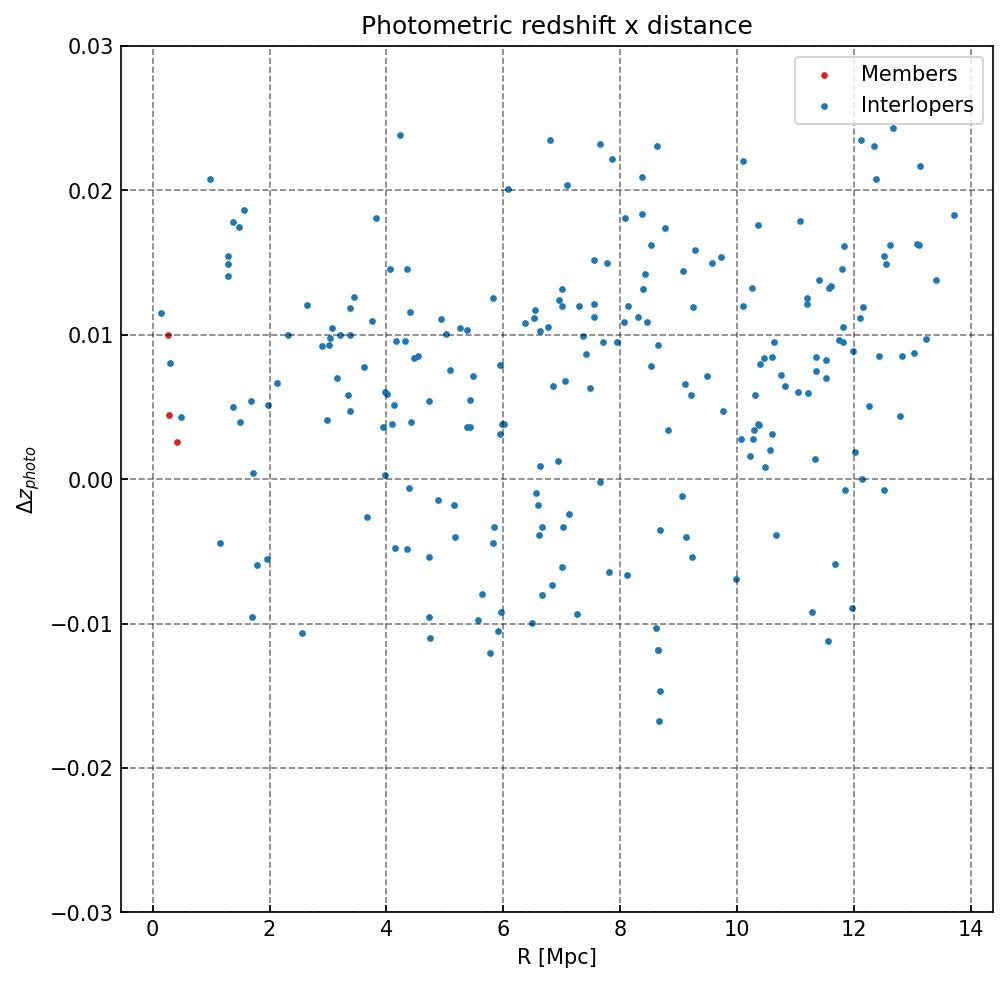 Photometric redshift x distance
Members
Interlopers
0.03
0.02
0.01
0.00
−0.01
−0.02
−0.03
Δz_photo
0 2 4 6 8 10 12 14
R [Mpc]